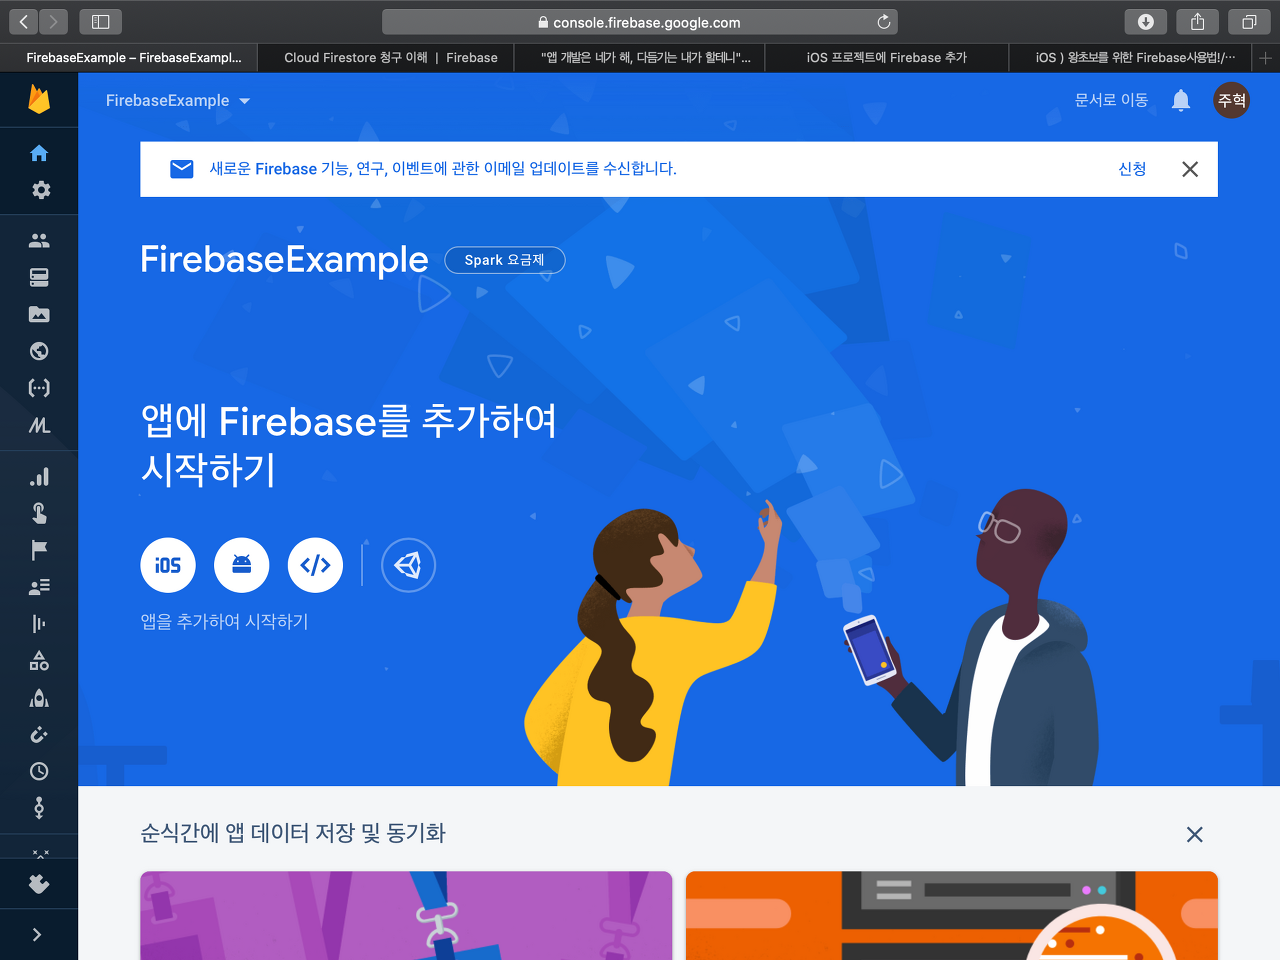 console.firebase.google.com
FirebaseExample – FirebaseExampl...
Cloud Firestore 청구 이해 | Firebase
"앱 개발은 네가 해, 다듬기는 내가 할테니"...
iOS 프로젝트에 Firebase 추가
iOS ) 왕초보를 위한 Firebase사용법!/...
FirebaseExample
문서로 이동
주혁
새로운 Firebase 기능, 연구, 이벤트에 관한 이메일 업데이트를 수신합니다.
신청
FirebaseExample
Spark 요금제
앱에 Firebase를 추가하여
시작하기
iOS
앱을 추가하여 시작하기
순식간에 앱 데이터 저장 및 동기화